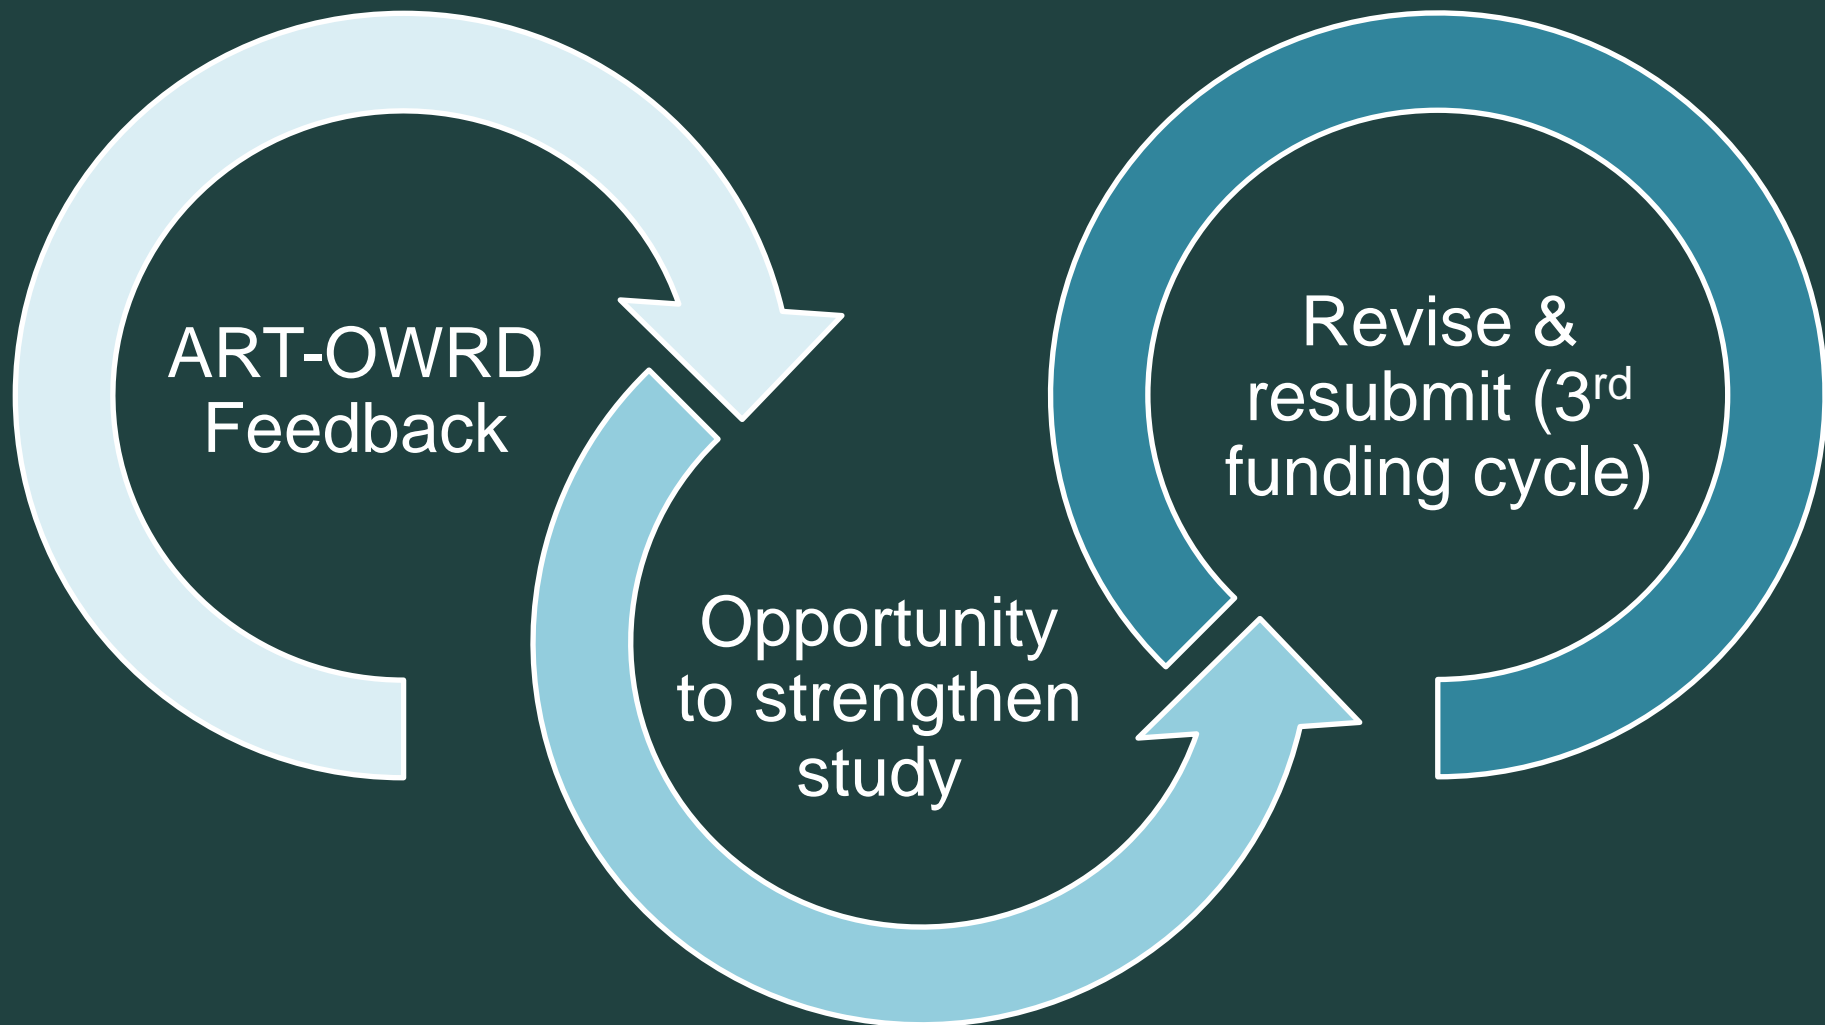 ART-OWRD
Feedback
Opportunity
to strengthen
study
Revise &
resubmit (3rd
funding cycle)